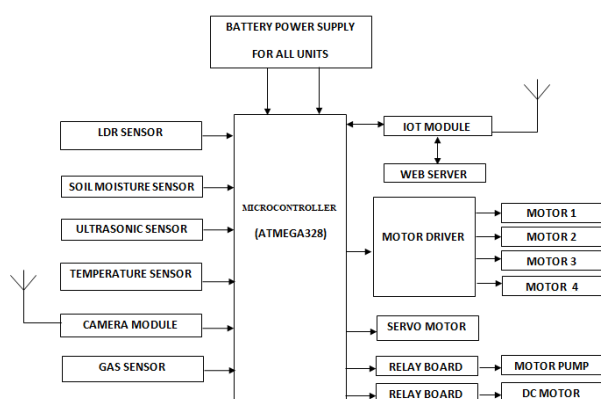 BATTERY POWER SUPPLY
FOR ALL UNITS
LDR SENSOR
SOIL MOISTURE SENSOR
ULTRASONIC SENSOR
TEMPERATURE SENSOR
CAMERA MODULE
GAS SENSOR
MICROCONTROLLER
(ATMEGA328)
IOT MODULE
WEB SERVER
MOTOR DRIVER
MOTOR 1
MOTOR 2
MOTOR 3
MOTOR 4
SERVO MOTOR
RELAY BOARD
MOTOR PUMP
RELAY BOARD
DC MOTOR